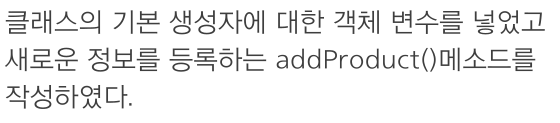 클래스의 기본 생성자에 대한 객체 변수를 넣었고
새로운 정보를 등록하는 addProduct()메소드를
작성하였다.